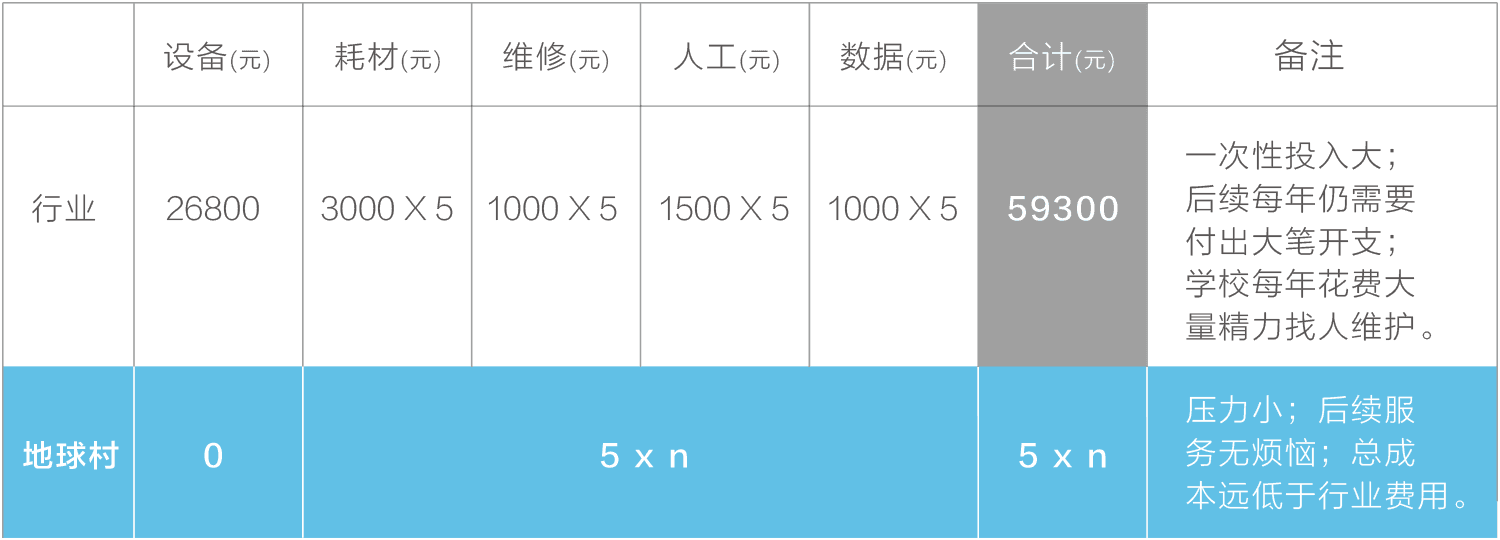 设备(元) 耗材(元) 维修(元) 人工(元) 数据(元) 合计(元) 备注
行业 26800 3000 X 5 1000 X 5 1500 X 5 1000 X 5 59300
一次性投入大；
后续每年仍需要
付出大笔开支；
学校每年花费大
量精力找人维护。
地球村 0 5 x n 5 x n
压力小；后续服
务无烦恼；总成
本远低于行业费用。